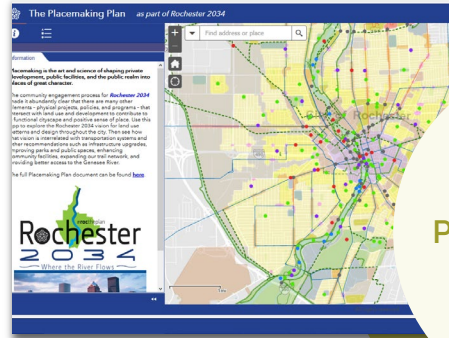 The Placemaking Plan as part of Rochester 2034
Find address or place
Information
Placemaking is the art and science of shaping private
development, public facilities, and the public realm into
places of great character.
The community engagement process for Rochester 2034
made it abundantly clear that there are many other
elements - physical projects, policies, and programs - that
intersect with land use and development to contribute to
a functional cityscape and positive sense of place. Use this
to explore the Rochester 2034 vision for land use
patterns and design throughout the city. Then see how
that vision is interrelated with transportation systems and
other recommendations such as infrastructure upgrades,
improving parks and public spaces, enhancing
community facilities, expanding our trail network, and
providing better access to the Genesee River.
The full Placemaking Plan document can be found here.
Rochester
2034
Where the River Flows
P